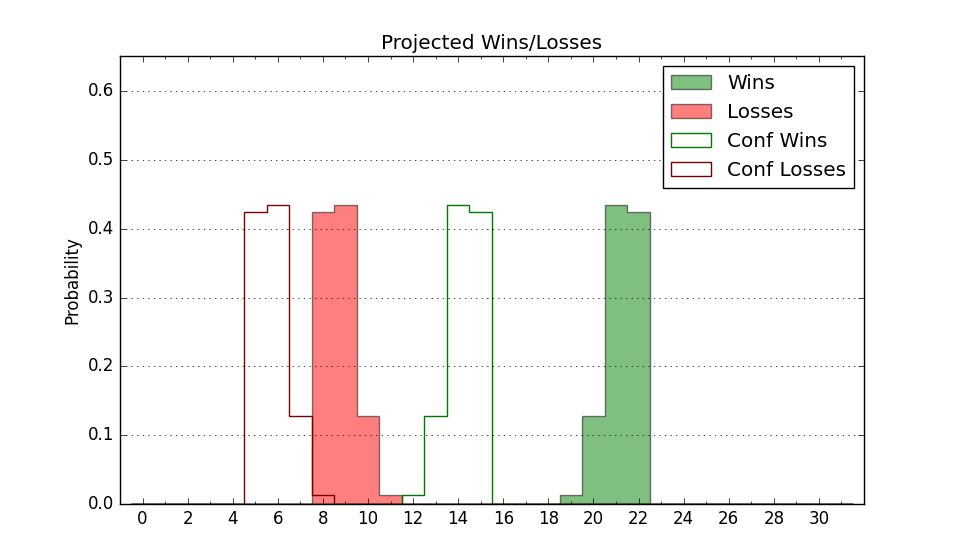 Projected Wins/Losses
Wins
Losses
Conf Wins
Conf Losses
Probability
0.6
0.5
0.4
0.3
0.2
0.1
0.0
0 2 4 6 8 10 12 14 16 18 20 22 24 26 28 30